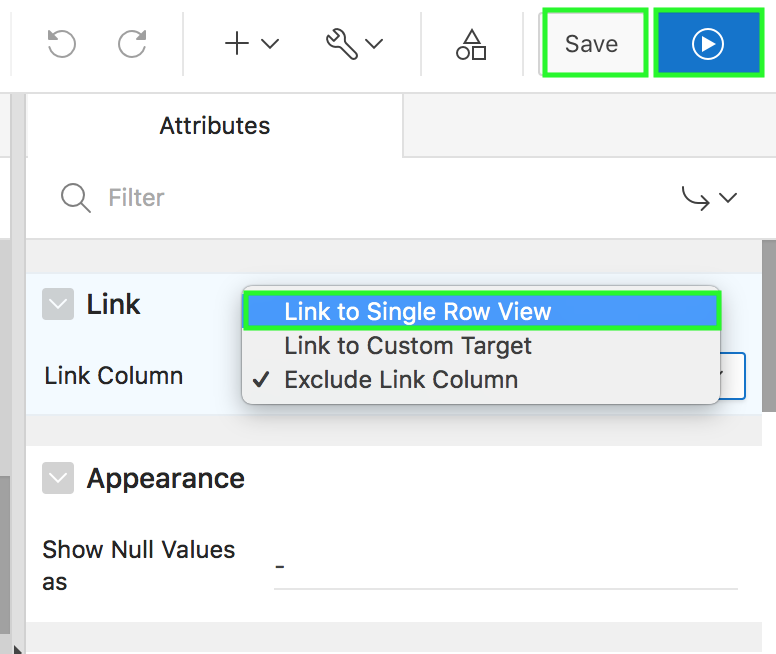 Save
Attributes
Filter
Link
Link to Single Row View
Link to Custom Target
Link Column
Exclude Link Column
Appearance
Show Null Values
as
-